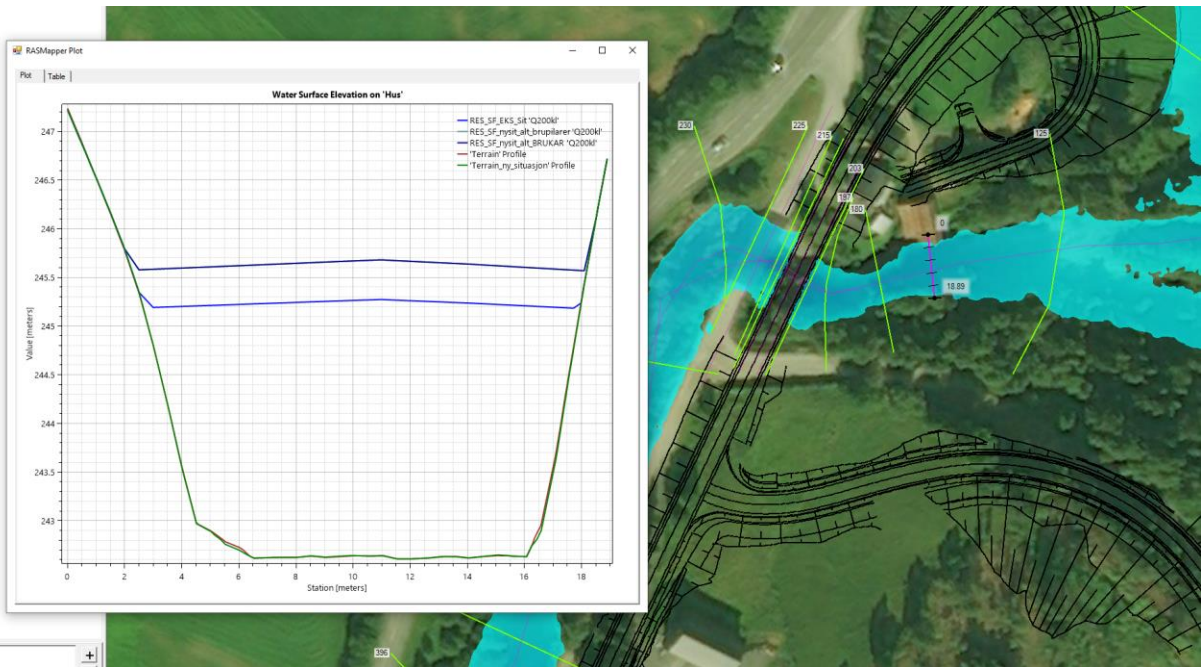 RASMapper Plot
Plot
Table
Water Surface Elevation on 'Hus'
RES_SF_EKS_Sit 'Q200kl'
RES_SF_nysit_alt_brupilarer 'Q200kl'
RES_SF_nysit_alt_BRUKAR 'Q200kl'
'Terrain' Profile
'Terrain_ny_situasjon' Profile
247
246.5
246
245.5
245
244.5
244
243.5
243
Value [meters]
0 2 4 6 8 10 12 14 16 18
Station [meters]
230
225
215
203
197
180
125
0
18.89
396
+